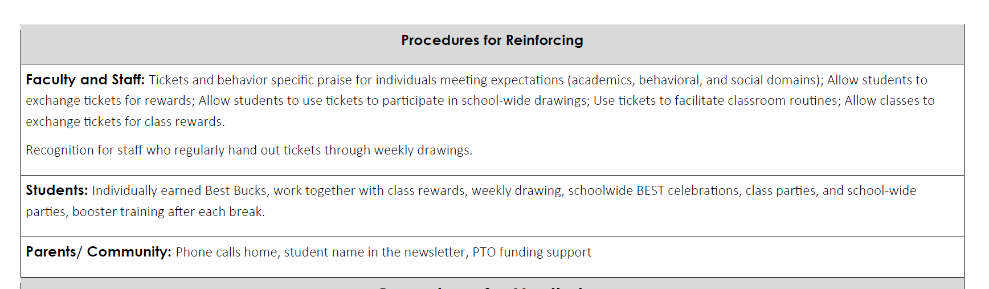 Procedures for Reinforcing
Faculty and Staff: Tickets and behavior specific praise for individuals meeting expectations (academics, behavioral, and social domains); Allow students to
exchange tickets for rewards; Allow students to use tickets to participate in school-wide drawings; Use tickets to facilitate classroom routines; Allow classes to
exchange tickets for class rewards.
Recognition for staff who regularly hand out tickets through weekly drawings.
Students: Individually earned Best Bucks, work together with class rewards, weekly drawing, schoolwide BEST celebrations, class parties, and school-wide
parties, booster training after each break.
Parents/ Community: Phone calls home, student name in the newsletter, PTO funding support